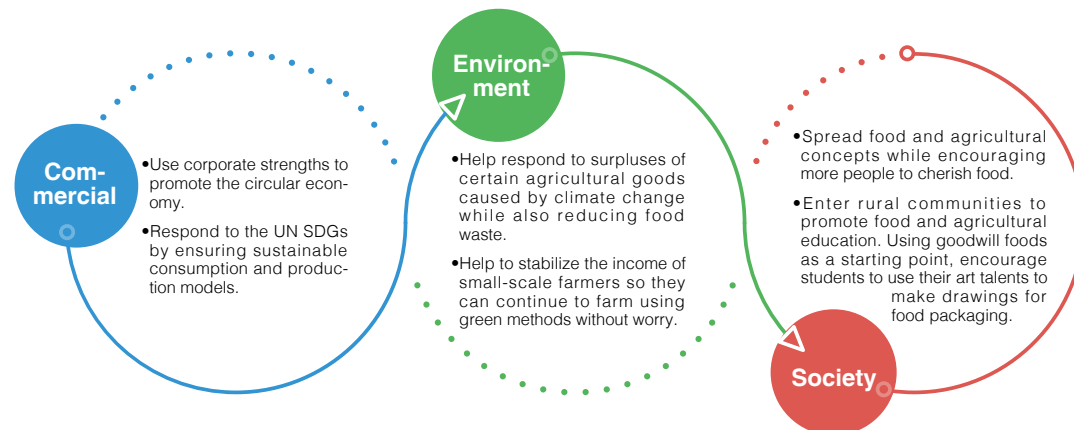 Com-
mercial
•Use corporate strengths to
promote the circular econ-
omy.
•Respond to the UN SDGs
by ensuring sustainable
consumption and produc-
tion models.
Environ-
ment
•Help respond to surpluses of
certain agricultural goods
caused by climate change
while also reducing food
waste.
•Help to stabilize the income of
small-scale farmers so they
can continue to farm using
green methods without worry.
•Spread food and agricultural
concepts while encouraging
more people to cherish food.
•Enter rural communities to
promote food and agricultural
education. Using goodwill foods
as a starting point, encourage
students to use their art talents to
make drawings for
food packaging.
Society